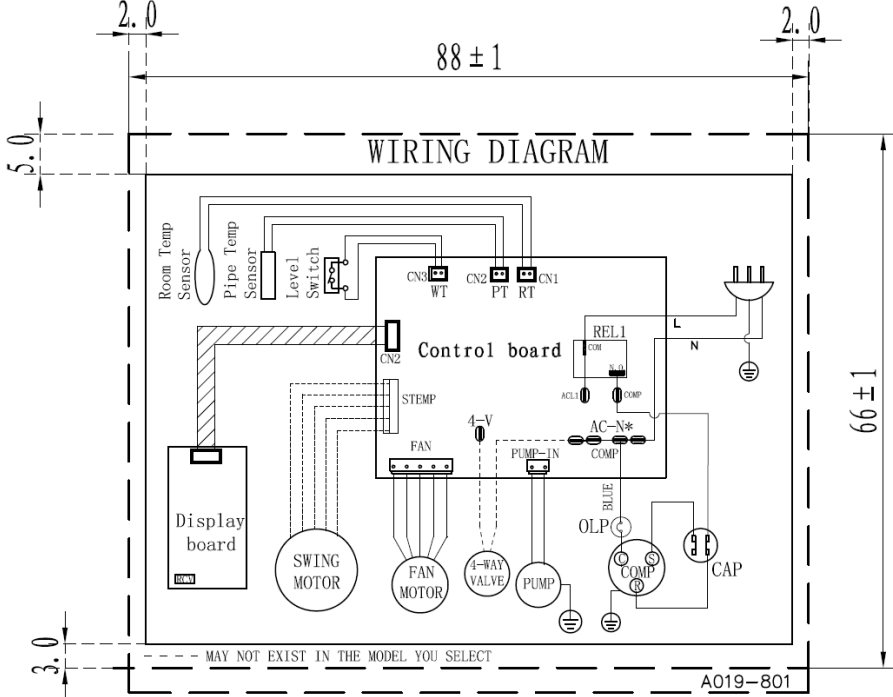 2.0
2.0
88±1
5.0
WIRING DIAGRAM
Room Temp
Sensor
Pipe Temp
Sensor
Level
Switch
CN3
WT
CN2
PT
RT
CN1
L
N
REL1
COM
N.O
Control board
CN2
ACL1
COMP
STEMP
4-V
AC-N*
COMP
FAN
PUMP-IN
66±1
BLUE
OLP
Display
board
RCV
SWING
MOTOR
FAN
MOTOR
4-WAY
VALVE
PUMP
C
S
COMP
R
CAP
3.0
MAY NOT EXIST IN THE MODEL YOU SELECT
A019-801